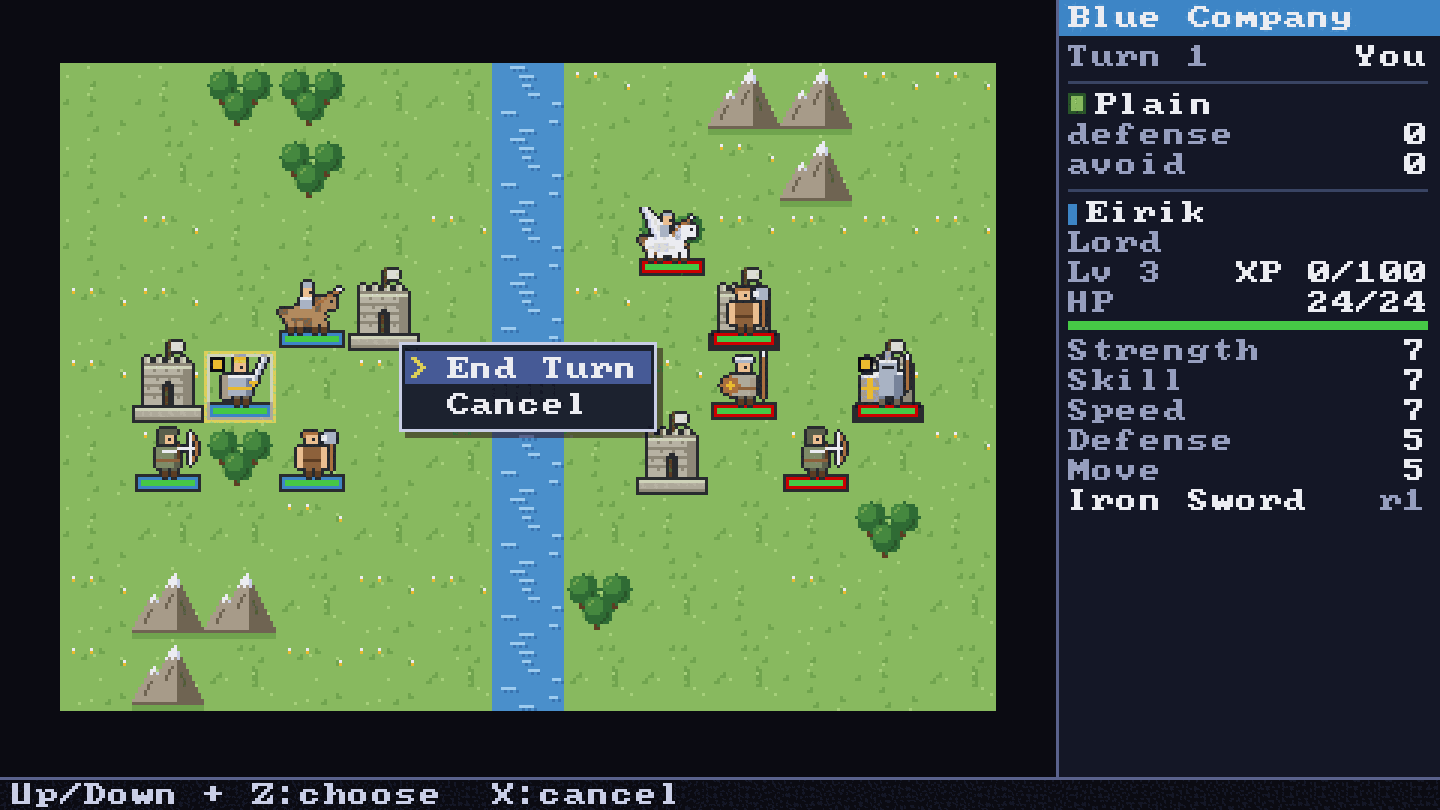 Blue Company
Turn 1 You
Plain
defense 0
avoid 0
Eirik
Lord
Lv 3 XP 0/100
HP 24/24
Strength 7
Skill 7
Speed 7
Defense 5
Move 5
Iron Sword r1
> End Turn
Cancel
Up/Down + Z:choose X:cancel